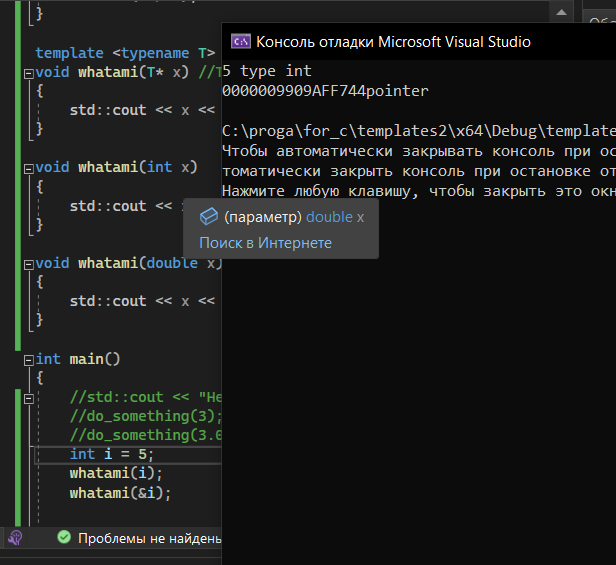 }
template <typename T>
void whatami(T* x) //T
{
std::cout << x <<
}
void whatami(int x)
{
std::cout <<
}
void whatami(double x)
{
std::cout << x <<
}
int main()
{
//std::cout << "He
//do_something(3);
//do_something(3.0
int i = 5;
whatami(i);
whatami(&i);
(параметр) double x
Поиск в Интернете
Проблемы не найдены
Консоль отладки Microsoft Visual Studio
5 type int
0000009909AFF744pointer
C:\proga\for_c\templates2\x64\Debug\template
Чтобы автоматически закрывать консоль при ос
томатически закрыть консоль при остановке от
Нажмите любую клавишу, чтобы закрыть это окн